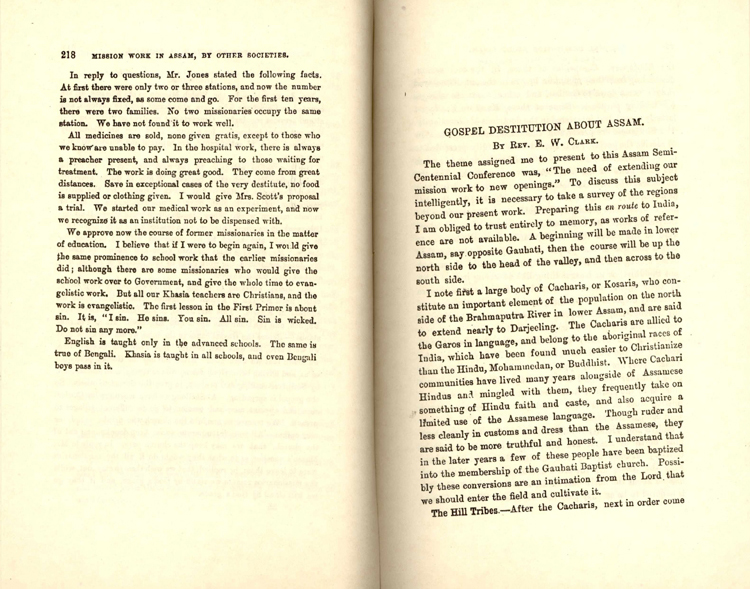 218 MISSION WORK IN ASSAM, BY OTHER SOCIETIES.
In reply to questions, Mr. Jones stated the following facts.
At first there were only two or three stations, and now the number
is not always fixed, as some come and go. For the first ten years,
there were two families. No two missionaries occupy the same
station. We have not found it to work well.
All medicines are sold, none given gratis, except to those who
we know are unable to pay. In the hospital work, there is always
a preacher present, and always preaching to those waiting for
treatment. The work is doing great good. They come from great
distances. Save in exceptional cases of the very destitute, no food
is supplied or clothing given. I would give Mrs. Scott's proposal
a trial. We started our medical work as an experiment, and now
we recognize it as an institution not to be dispensed with.
We approve now the course of former missionaries in the matter
of education. I believe that if I were to begin again, I would give
the same prominence to school work that the earlier missionaries
did; although there are some missionaries who would give the
school work over to Government, and give the whole time to evan-
gelistic work. But all our Khasia teachers are Christians, and the
work is evangelistic. The first lesson in the First Primer is about
sin. It is, "I sin. He sins. You sin. All sin. Sin is wicked.
Do not sin any more."
English is taught only in the advanced schools. The same is
true of Bengali. Khasia is taught in all schools, and even Bengali
boys pass in it.
GOSPEL DESTITUTION ABOUT ASSAM.
BY REV. E. W. CLARK.
The theme assigned me to present to this Assam Semi-
Centennial Conference was, "The need of extending our
mission work to new openings." To discuss this subject
intelligently, it is necessary to take a survey of the regions
beyond our present work. Preparing this en route to India,
I am obliged to trust entirely to memory, as works of refer-
ence are not available. A beginning will be made in lower
Assam, say opposite Gauhati, then the course will be up the
north side to the head of the valley, and then across to the
south side.
I note first a large body of Cacharis, or Kosaris, who con-
stitute an important element of the population on the north
side of the Brahmaputra River in lower Assam, and are said
to extend nearly to Darjeeling. The Cacharis are allied to
the Garos in language, and belong to the aboriginal races of
India, which have been found much easier to Christianize
than the Hindu, Mohammedan, or Buddhist. Where Cachari
communities have lived many years alongside of Assamese
Hindus and mingled with them, they frequently take on
something of Hindu faith and caste, and also acquire a
limited use of the Assamese language. Though ruder and
less cleanly in customs and dress than the Assamese, they
are said to be more truthful and honest. I understand that
in the later years a few of these people have been baptized
into the membership of the Gauhati Baptist church. Possi-
bly these conversions are an intimation from the Lord that
we should enter the field and cultivate it.
The Hill Tribes.—After the Cacharis, next in order come